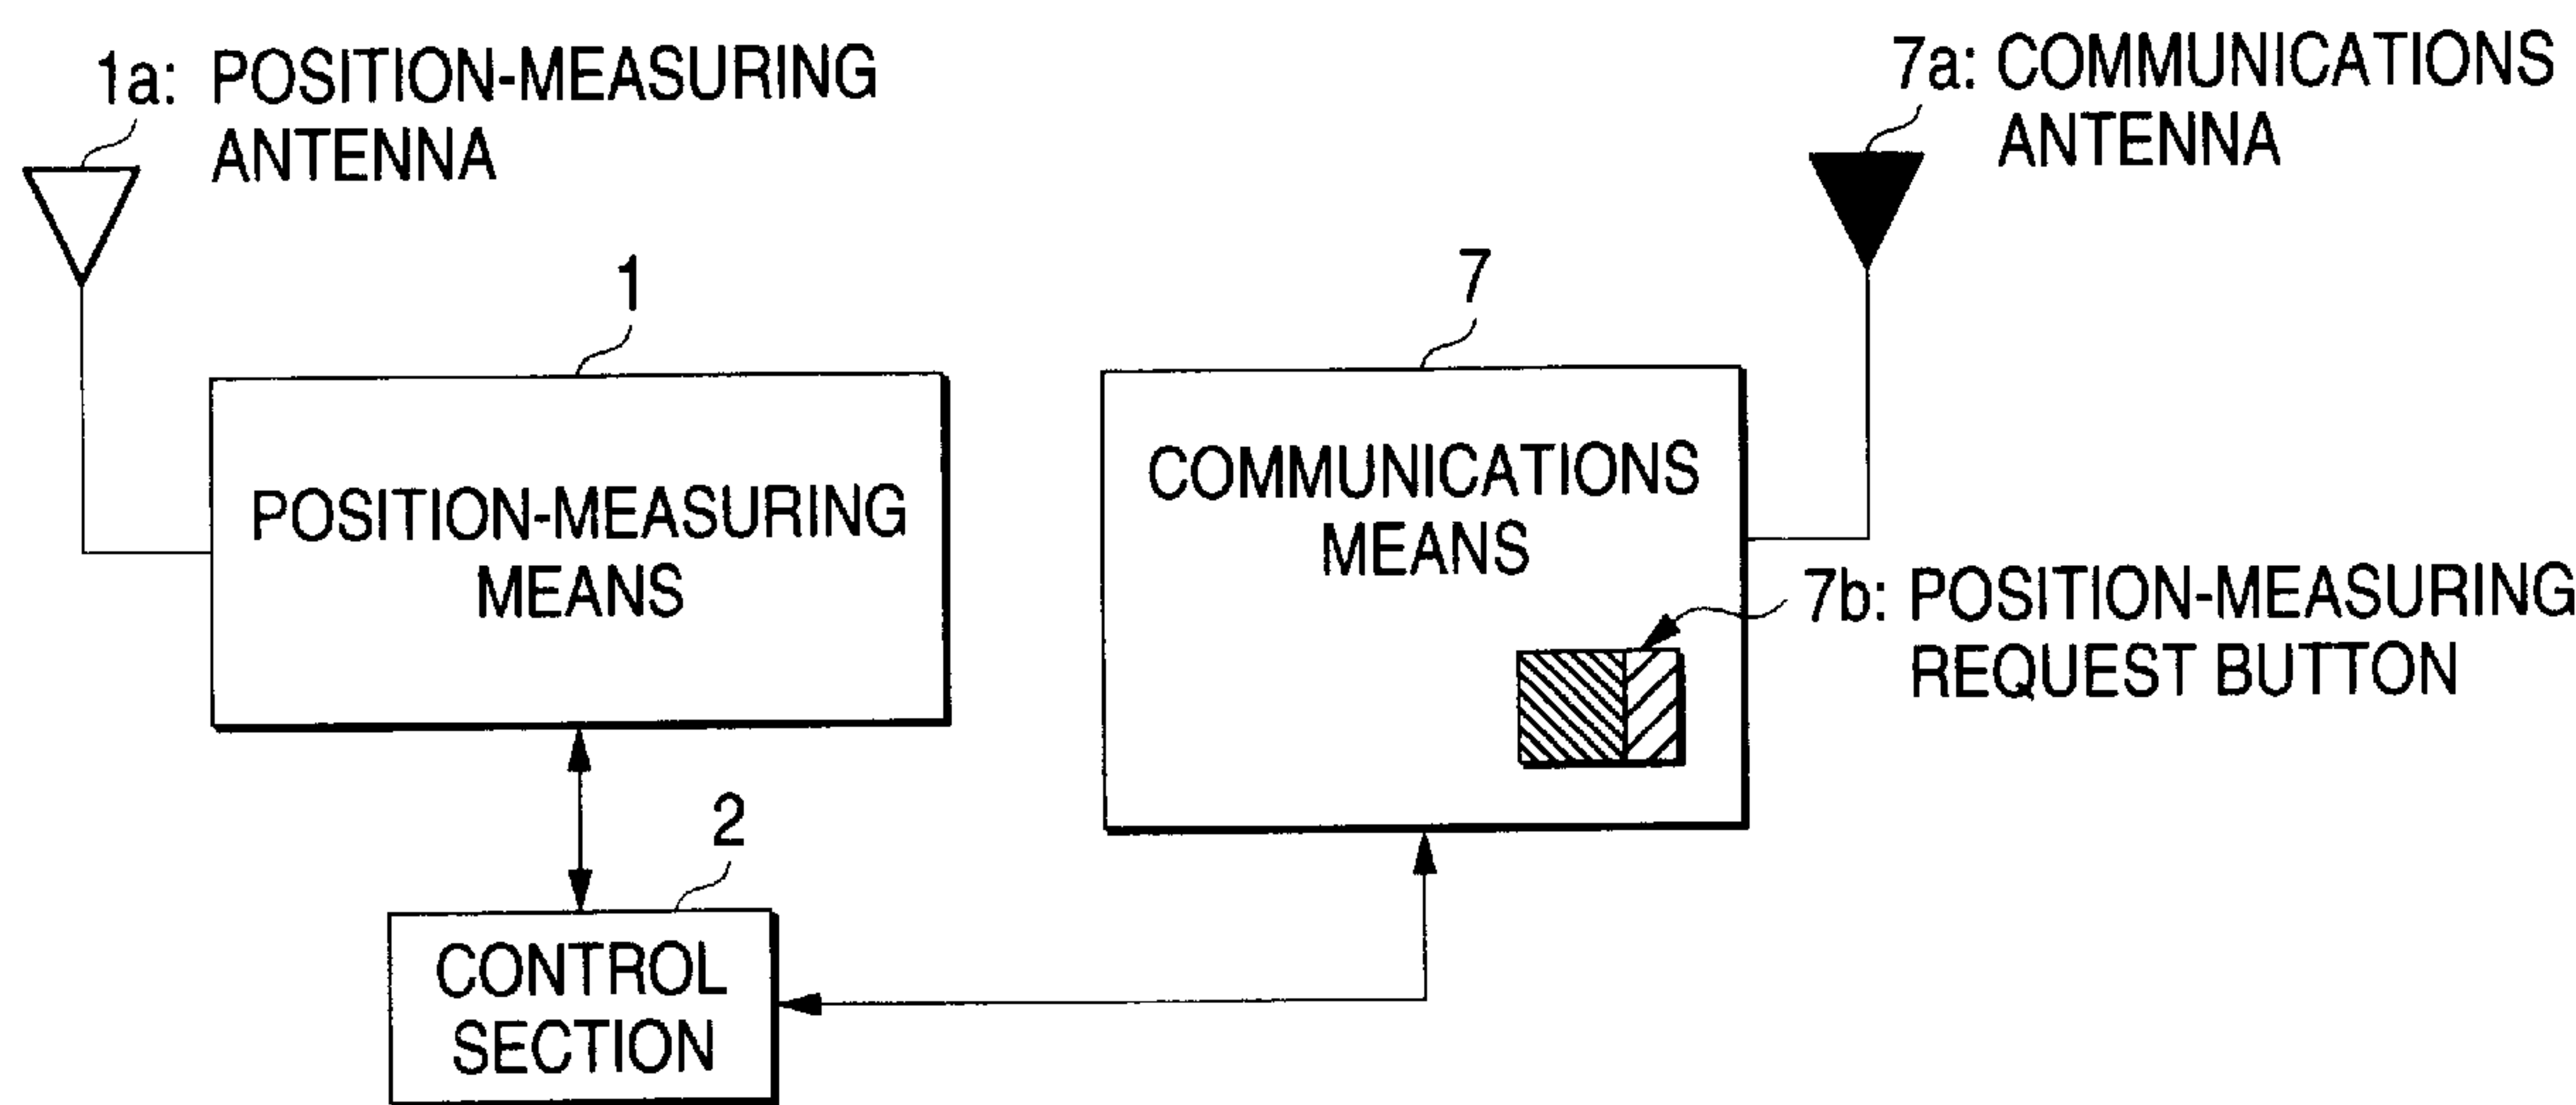 1a: POSITION-MEASURING
ANTENNA
7a: COMMUNICATIONS
ANTENNA
1
7
POSITION-MEASURING
MEANS
COMMUNICATIONS
MEANS
7b: POSITION-MEASURING
REQUEST BUTTON
2
CONTROL
SECTION